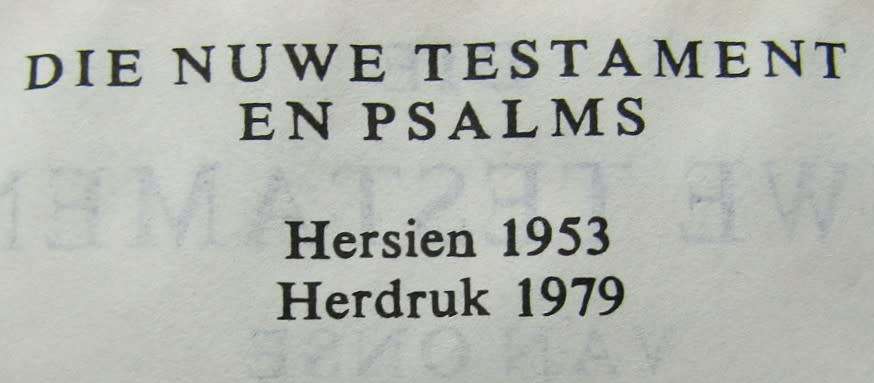 DIE NUWE TESTAMENT
EN PSALMS
Hersien 1953
Herdruk 1979